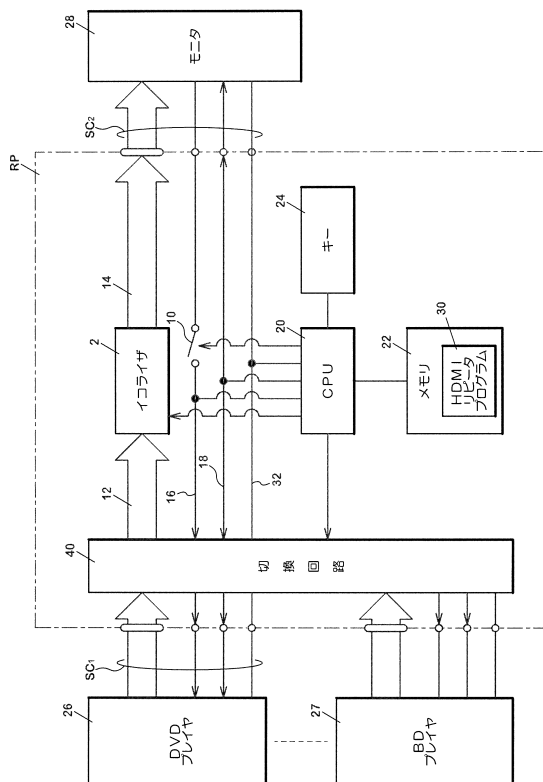 RP
SC1
SC2
26
DVD
プレイヤ
27
BD
プレイヤ
40
切換回路
12
16
18
32
2
イコライザ
14
10
20
CPU
24
キー
22
メモリ
30
HDMI
リピータ
プログラム
28
モニタ